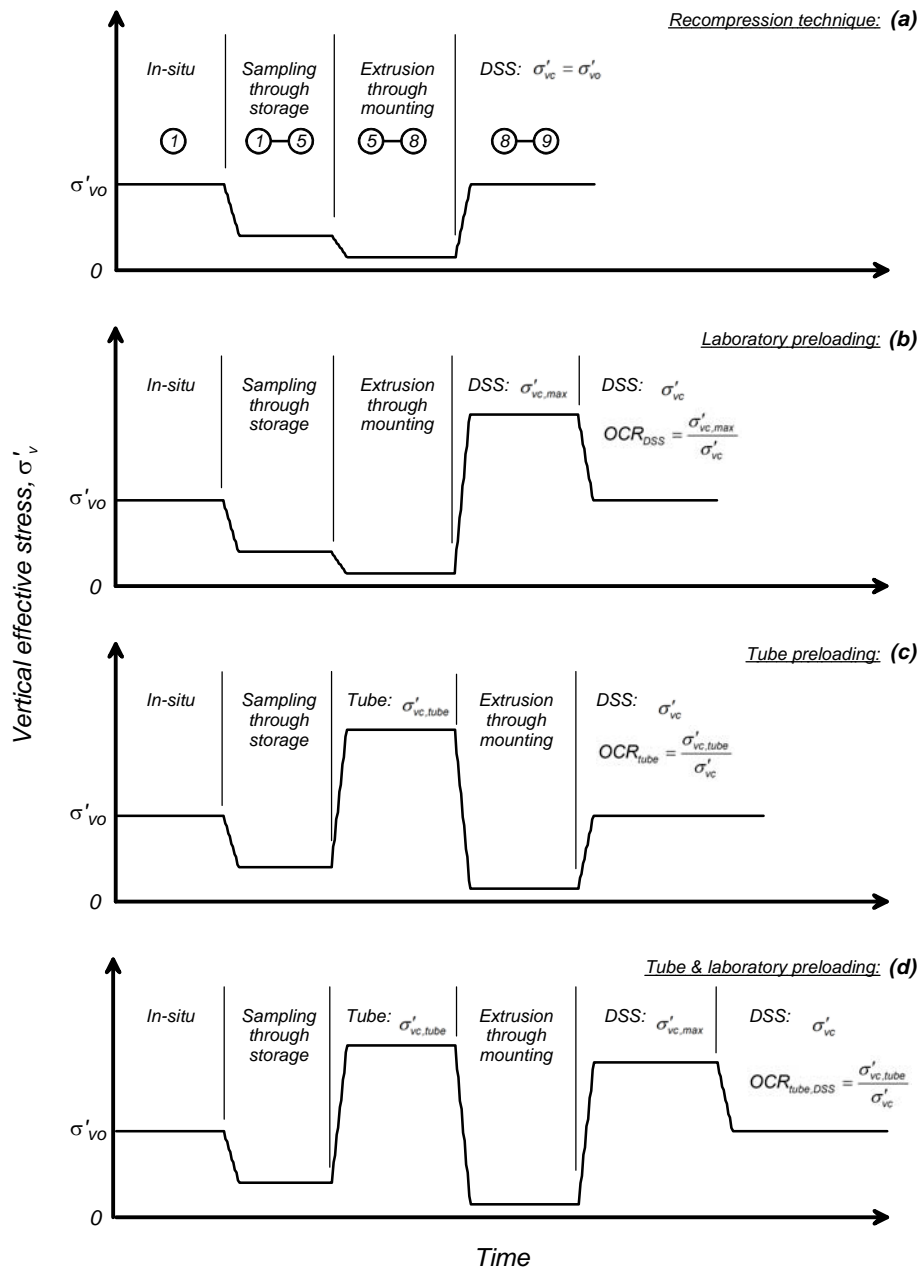 Recompression technique: (a)
In-situ
Sampling
through
storage
Extrusion
through
mounting
DSS: σ'vc = σ'vo
1
1 5
5 8
8 9
σ'vo
0
Laboratory preloading: (b)
In-situ
Sampling
through
storage
Extrusion
through
mounting
DSS: σ'vc,max
DSS: σ'vc
OCR_DSS = σ'vc,max / σ'vc
σ'vo
0
Vertical effective stress, σ'v
Tube preloading: (c)
In-situ
Sampling
through
storage
Tube: σ'vc,tube
Extrusion
through
mounting
DSS: σ'vc
OCR_tube = σ'vc,tube / σ'vc
σ'vo
0
Tube & laboratory preloading: (d)
In-situ
Sampling
through
storage
Tube: σ'vc,tube
Extrusion
through
mounting
DSS: σ'vc,max
DSS: σ'vc
OCR_tube,DSS = σ'vc,tube / σ'vc
σ'vo
0
Time